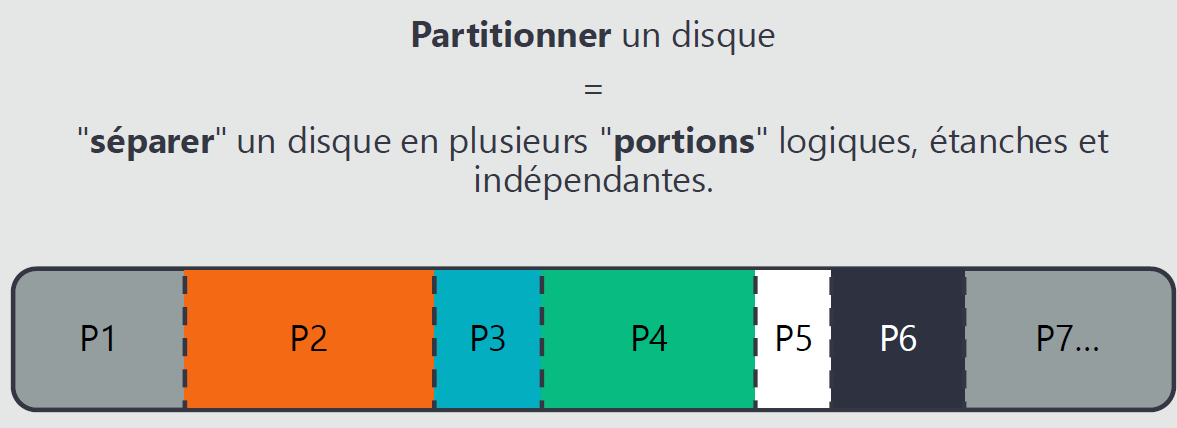 Partitionner un disque
=
"séparer" un disque en plusieurs "portions" logiques, étanches et
indépendantes.
P1 P2 P3 P4 P5 P6 P7...